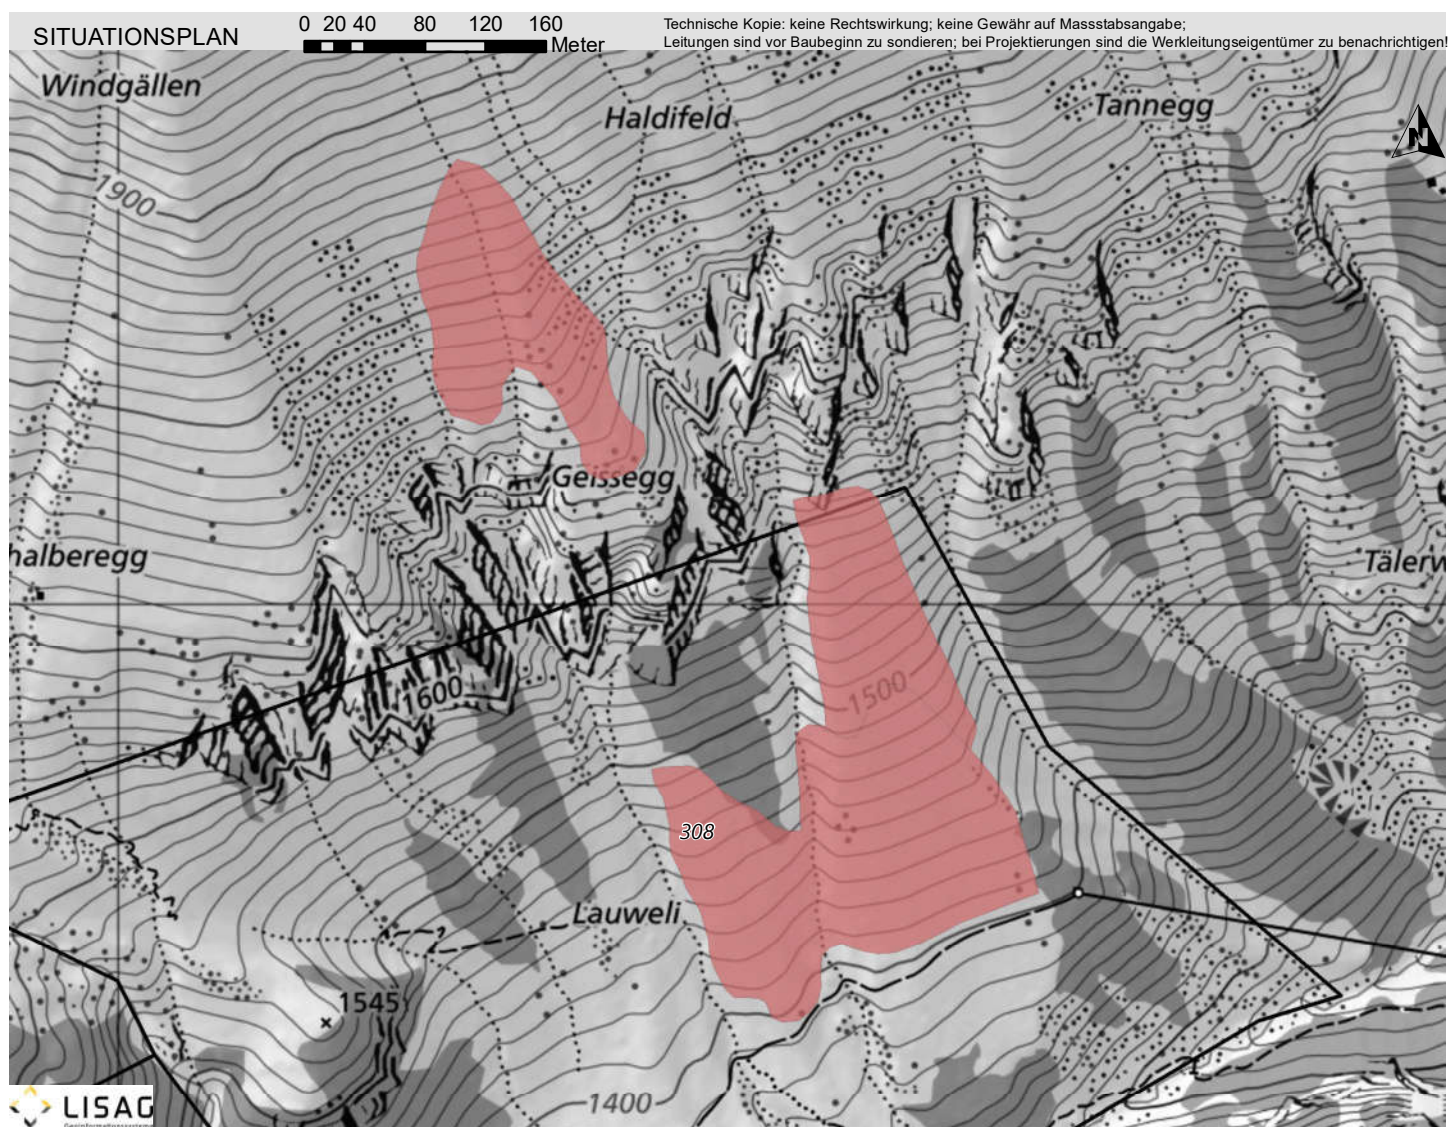 SITUATIONSPLAN
0 20 40 80 120 160
Meter
Technische Kopie: keine Rechtswirkung; keine Gewähr auf Massstabsangabe;
Leitungen sind vor Baubeginn zu sondieren; bei Projektierungen sind die Werkleitungseigentümer zu benachrichtigen!
Windgällen
Haldifeld
Tannegg
N
1900
Geissegg
halberegg
Tälerw
1600
1500
308
Lauweli
1545
1400
LISAG